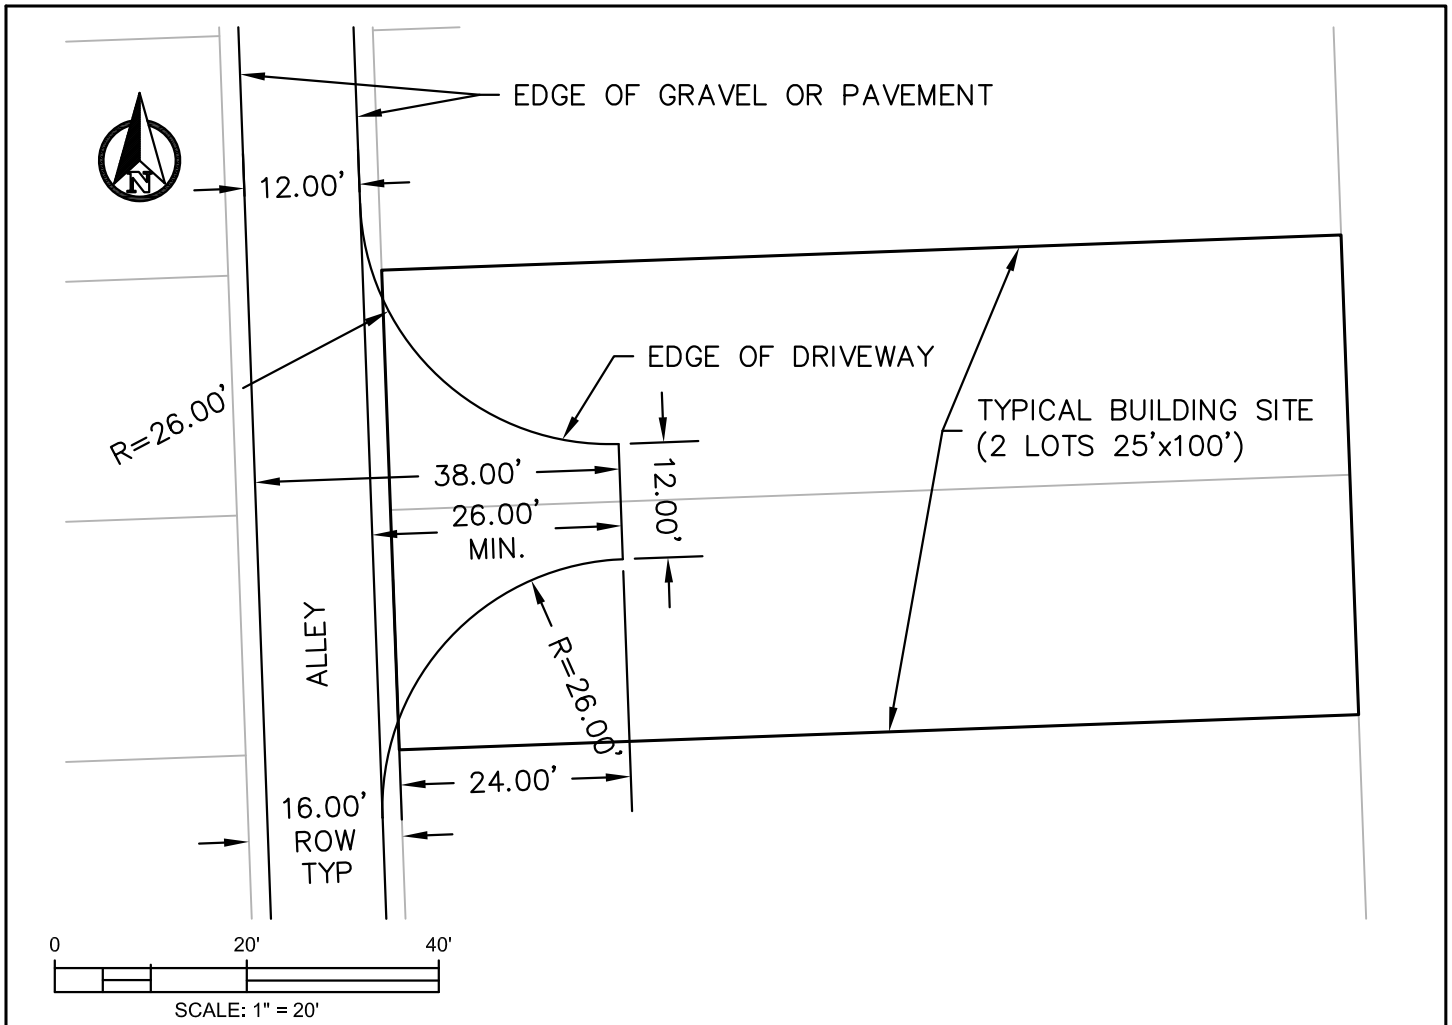 EDGE OF GRAVEL OR PAVEMENT
N
12.00'
EDGE OF DRIVEWAY
R=26.00'
TYPICAL BUILDING SITE
(2 LOTS 25'x100')
38.00'
12.00'
26.00'
MIN.
ALLEY
R=26.00'
24.00'
16.00'
ROW
TYP
0 20' 40'
SCALE: 1" = 20'